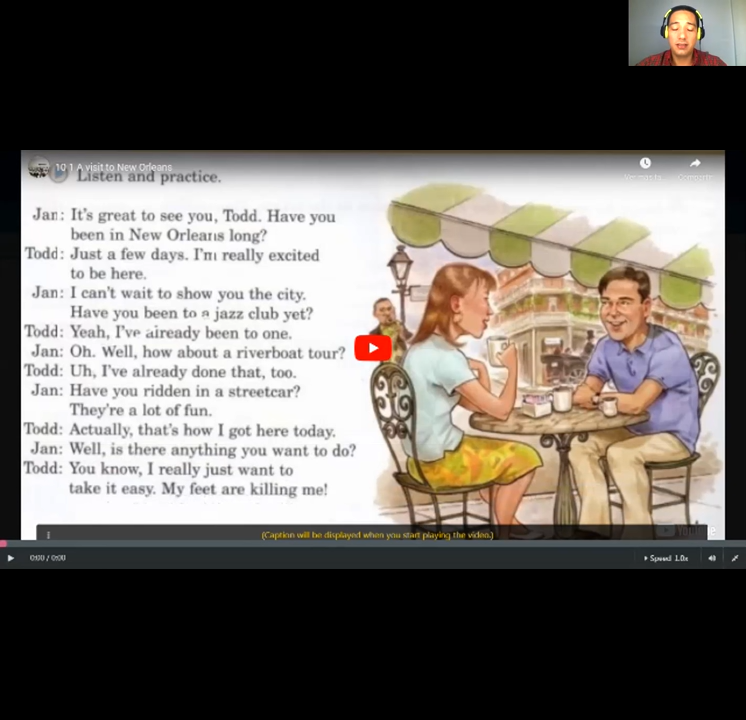 10 1 A visit to New Orleans
Listen and practice.
Jan: It's great to see you, Todd. Have you
been in New Orleans long?
Todd: Just a few days. I'm really excited
to be here.
Jan: I can't wait to show you the city.
Have you been to a jazz club yet?
Todd: Yeah, I've already been to one.
Jan: Oh. Well, how about a riverboat tour?
Todd: Uh, I've already done that, too.
Jan: Have you ridden in a streetcar?
They're a lot of fun.
Todd: Actually, that's how I got here today.
Jan: Well, is there anything you want to do?
Todd: You know, I really just want to
take it easy. My feet are killing me!
(Caption will be displayed when you start playing the video.)
0:00 / 0:00
Speed 1.0x